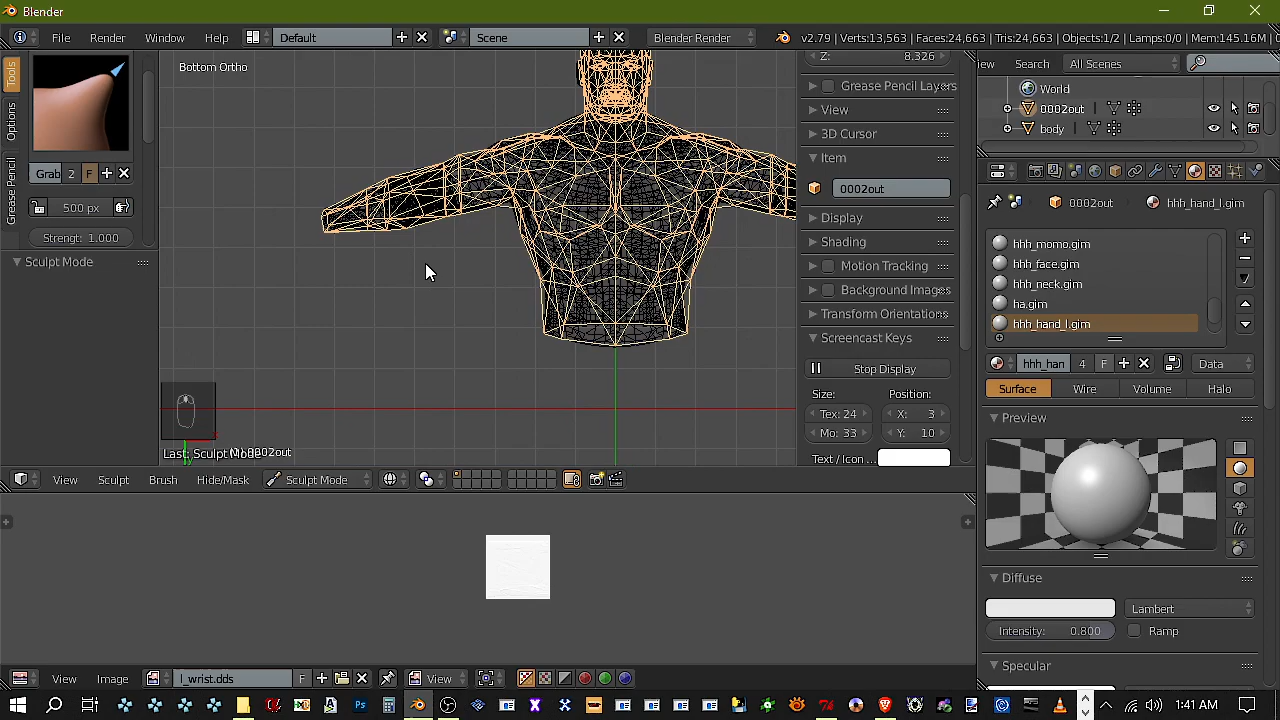 Blender
File Render Window Help Default Scene Blender Render v2.79 | Verts:13,563 | Faces:24,663 | Tris:24,663 | Objects:1/2 | Lamps:0/0 | Mem:145.16M
Tools
Options
Grease Pencil
Grab 2 F
500 px
Strengt: 1.000
Sculpt Mode
Bottom Ortho
Last: Sculpt Mode
Z: 8.326
Grease Pencil Layers
View
3D Cursor
Item
0002out
Display
Shading
Motion Tracking
Background Images
Transform Orientations
Screencast Keys
Stop Display
Size: Position:
Tex: 24 X: 3
Mo: 33 Y: 10
Text / Icon ...
View Sculpt Brush Hide/Mask Sculpt Mode
View Image l_wrist.dds F View
iew Search All Scenes
World
0002out
body
0002out hhh_hand_l.gim
hhh_momo.gim
hhh_face.gim
hhh_neck.gim
ha.gim
hhh_hand_l.gim
hhh_han 4 F Data
Surface Wire Volume Halo
Preview
Diffuse
Lambert
Intensity: 0.800 Ramp
Specular
1:41 AM